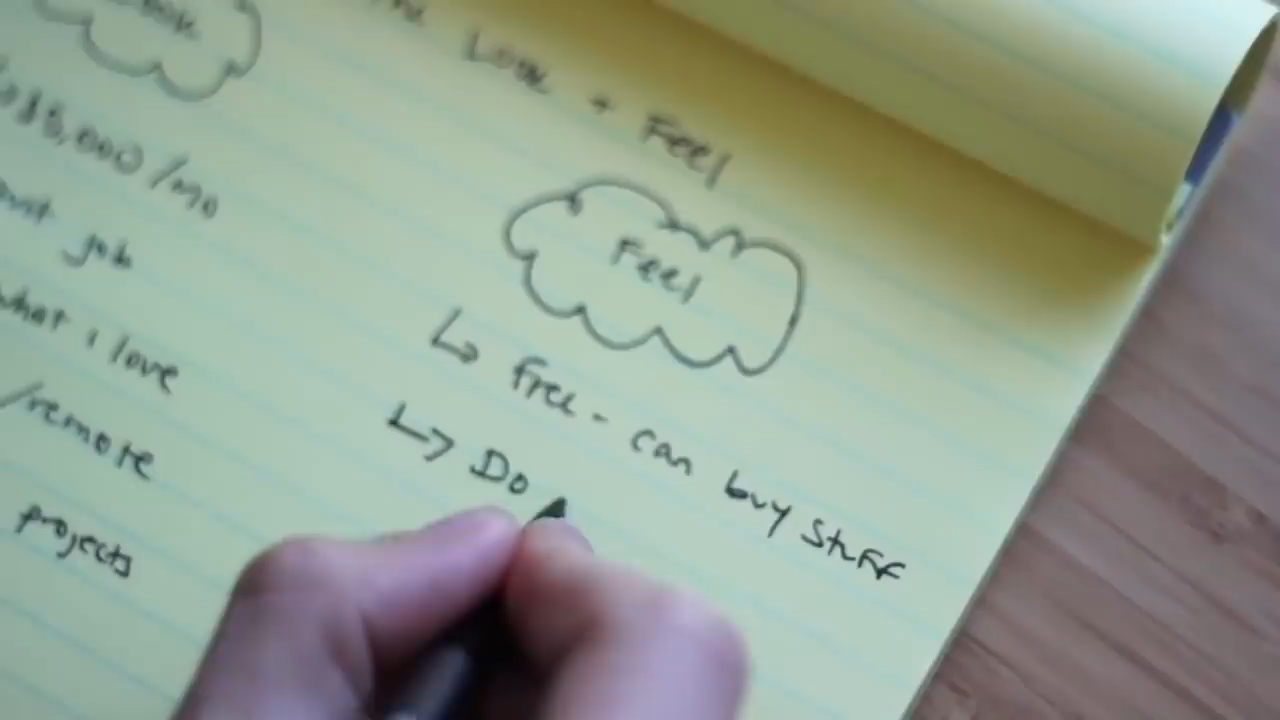 Look + Feel
$5,000/mo
job
what i love
/remote
projects
Feel
↳ free - can buy stuff
↳ Do